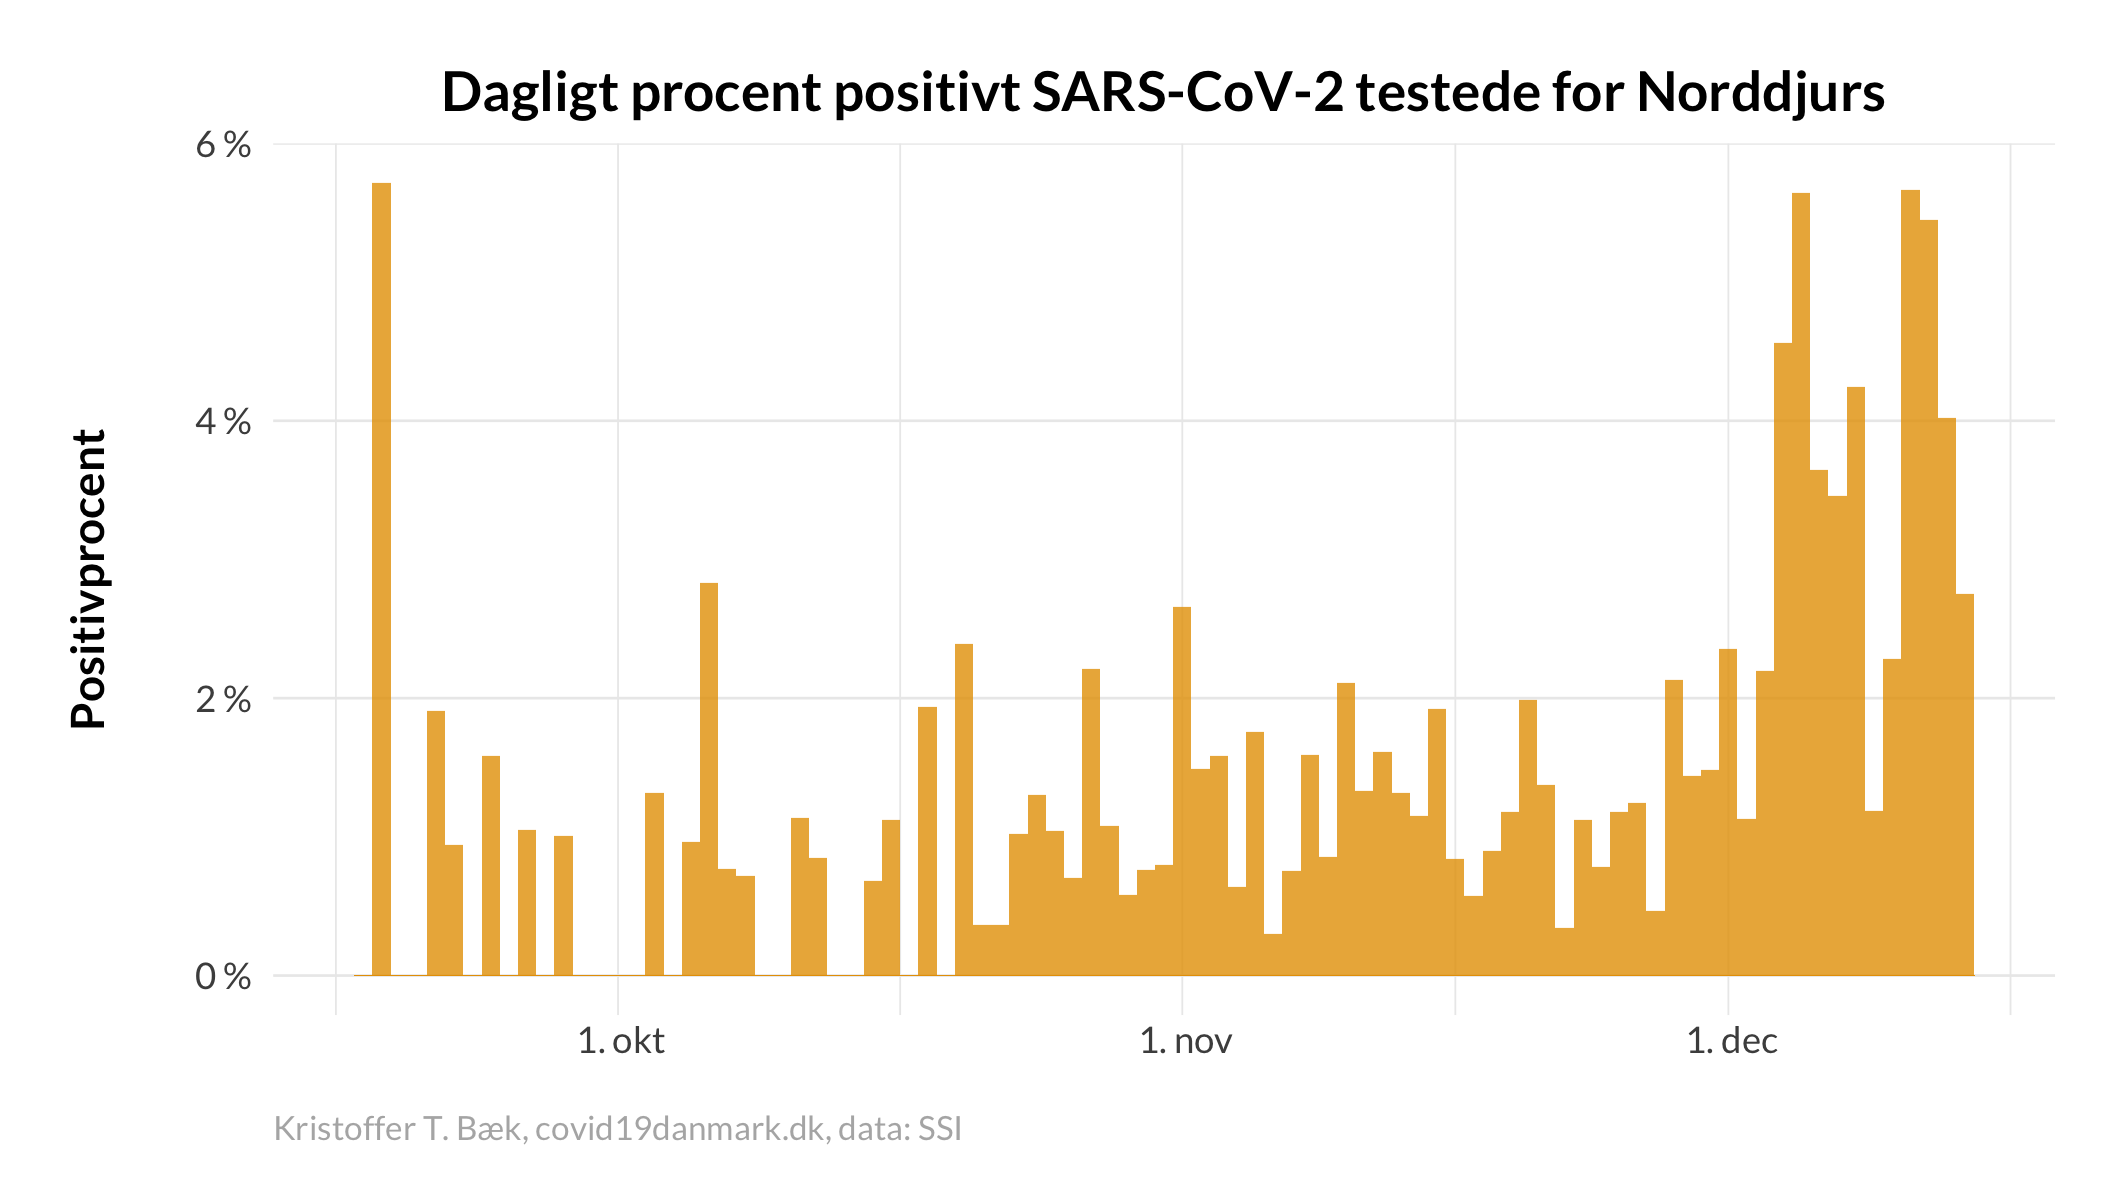 Dagligt procent positivt SARS-CoV-2 testede for Norddjurs
6 %
4 %
2 %
0 %
Positivprocent
1. okt
1. nov
1. dec
Kristoffer T. Bæk, covid19danmark.dk, data: SSI